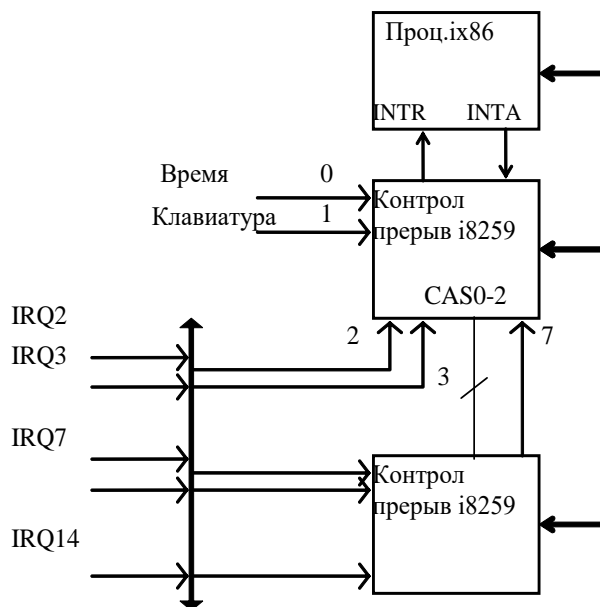 Проц.ix86
INTR INTA
Время 0
Клавиатура 1
Контрол
прерыв i8259
CAS0-2
IRQ2
2
7
IRQ3
3
IRQ7
Контрол
прерыв i8259
IRQ14